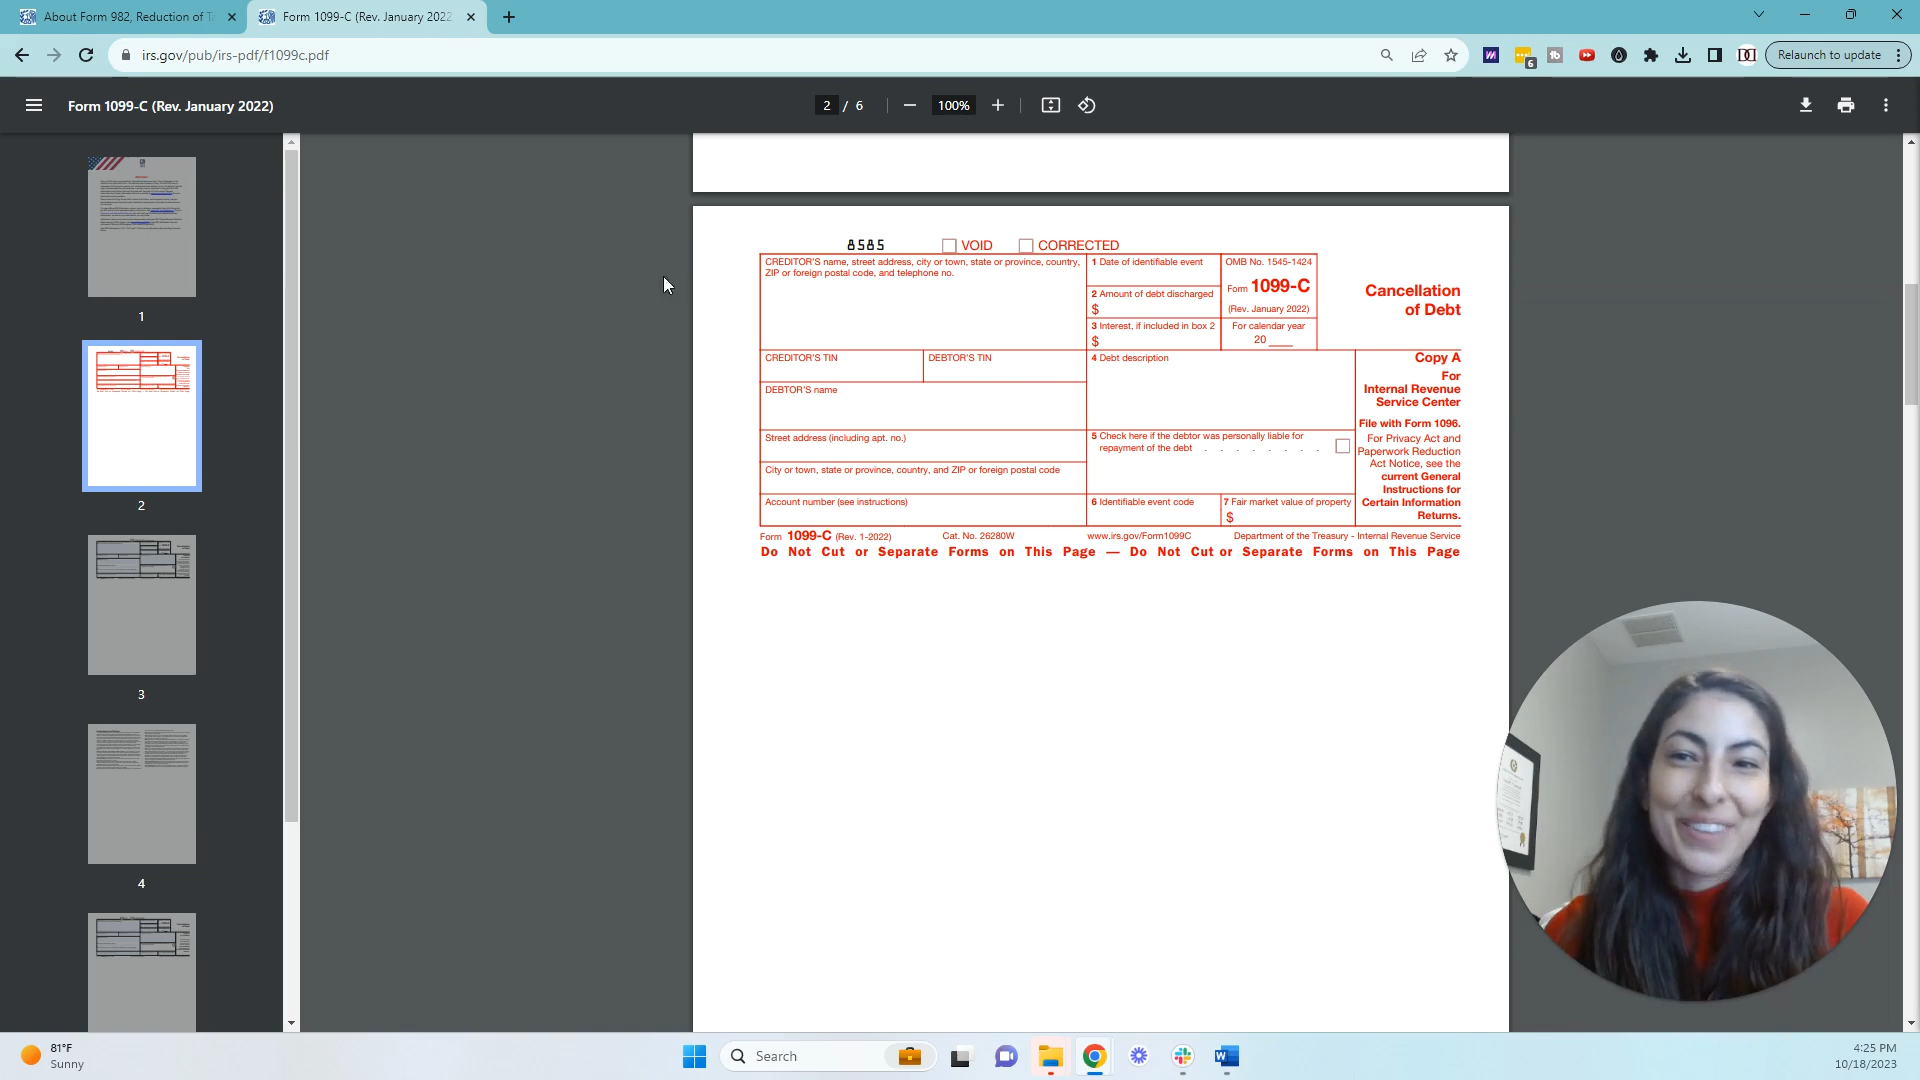 About Form 982, Reduction of T
Form 1099-C (Rev. January 2022
irs.gov/pub/irs-pdf/f1099c.pdf
6
Relaunch to update
Form 1099-C (Rev. January 2022)
2 / 6
100%
1
2
3
4
8585
VOID
CORRECTED
CREDITOR'S name, street address, city or town, state or province, country,
ZIP or foreign postal code, and telephone no.
1 Date of identifiable event
2 Amount of debt discharged
$
3 Interest, if included in box 2
$
OMB No. 1545-1424
Form 1099-C
(Rev. January 2022)
For calendar year
20 ____
Cancellation
of Debt
CREDITOR'S TIN
DEBTOR'S TIN
4 Debt description
DEBTOR'S name
Street address (including apt. no.)
5 Check here if the debtor was personally liable for
repayment of the debt . . . . . . . .
City or town, state or province, country, and ZIP or foreign postal code
Account number (see instructions)
6 Identifiable event code
7 Fair market value of property
$
Copy A
For
Internal Revenue
Service Center
File with Form 1096.
For Privacy Act and
Paperwork Reduction
Act Notice, see the
current General
Instructions for
Certain Information
Returns.
Form 1099-C (Rev. 1-2022)
Cat. No. 26280W
www.irs.gov/Form1099C
Department of the Treasury - Internal Revenue Service
Do Not Cut or Separate Forms on This Page — Do Not Cut or Separate Forms on This Page
81°F
Sunny
Search
4:25 PM
10/18/2023